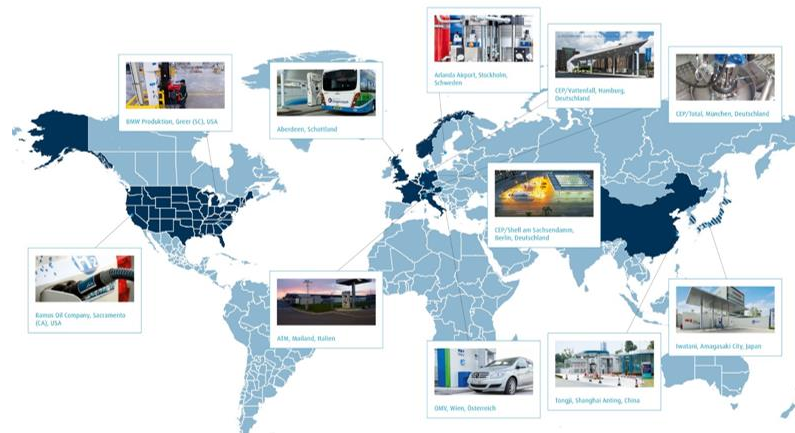 Arlanda Airport, Stockholm,
Schweden
CEP/Vattenfall, Hamburg,
Deutschland
CEP/Total, München, Deutschland
BMW Produktion, Greer (SC), USA
Aberdeen, Schottland
CEP/Shell am Sachsendamm,
Berlin, Deutschland
Ramos Oil Company, Sacramento
(CA), USA
ATM, Mailand, Italien
Iwatani, Amagasaki City, Japan
OMV, Wien, Österreich
Tongji, Shanghai Anting, China